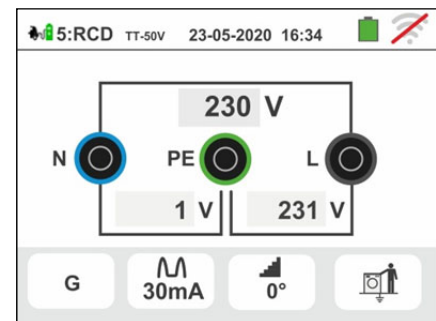 5:RCD TT-50V 23-05-2020 16:34
230 V
N PE L
1 V 231 V
G 30mA 0°